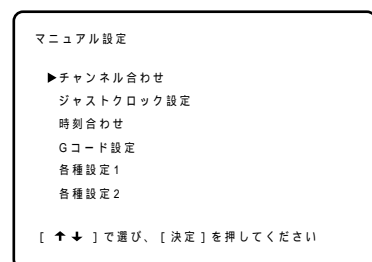 マニュアル設定
▶チャンネル合わせ
ジャストクロック設定
時刻合わせ
Gコード設定
各種設定1
各種設定2
[ ↑↓ ]で選び、[決定]を押してください